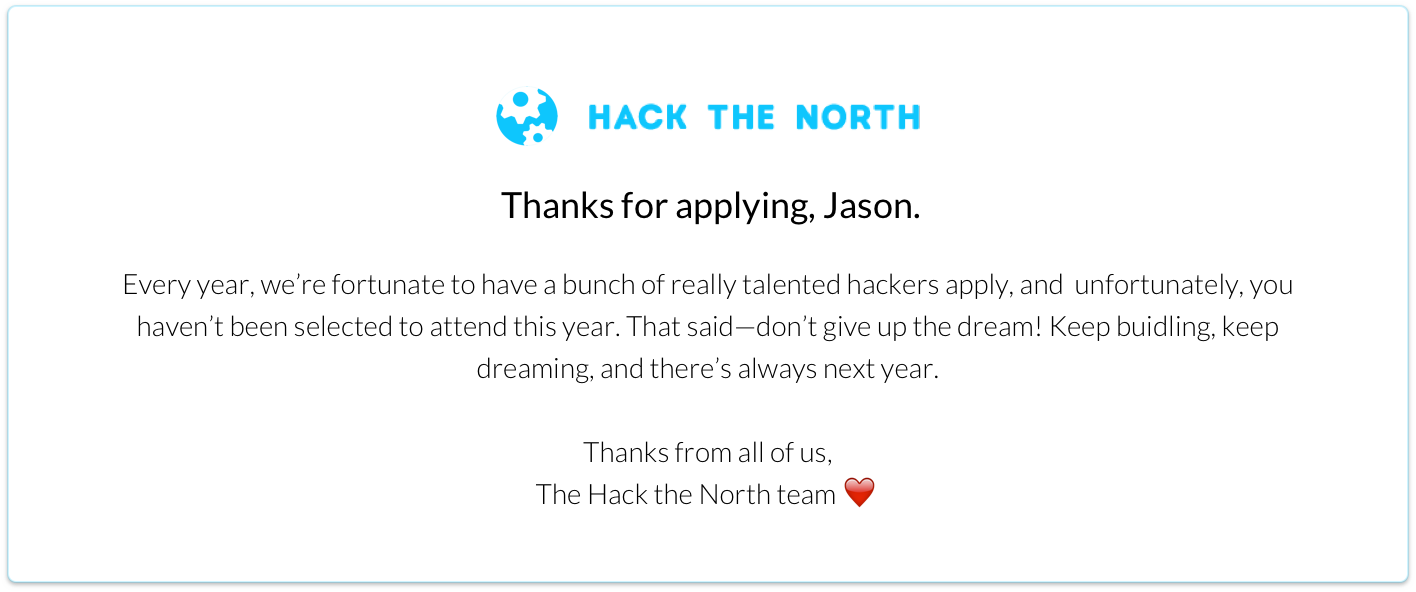 HACK THE NORTH
Thanks for applying, Jason.
Every year, we’re fortunate to have a bunch of really talented hackers apply, and  unfortunately, you
haven’t been selected to attend this year. That said—don’t give up the dream! Keep buidling, keep
dreaming, and there’s always next year.
Thanks from all of us,
The Hack the North team ❤️